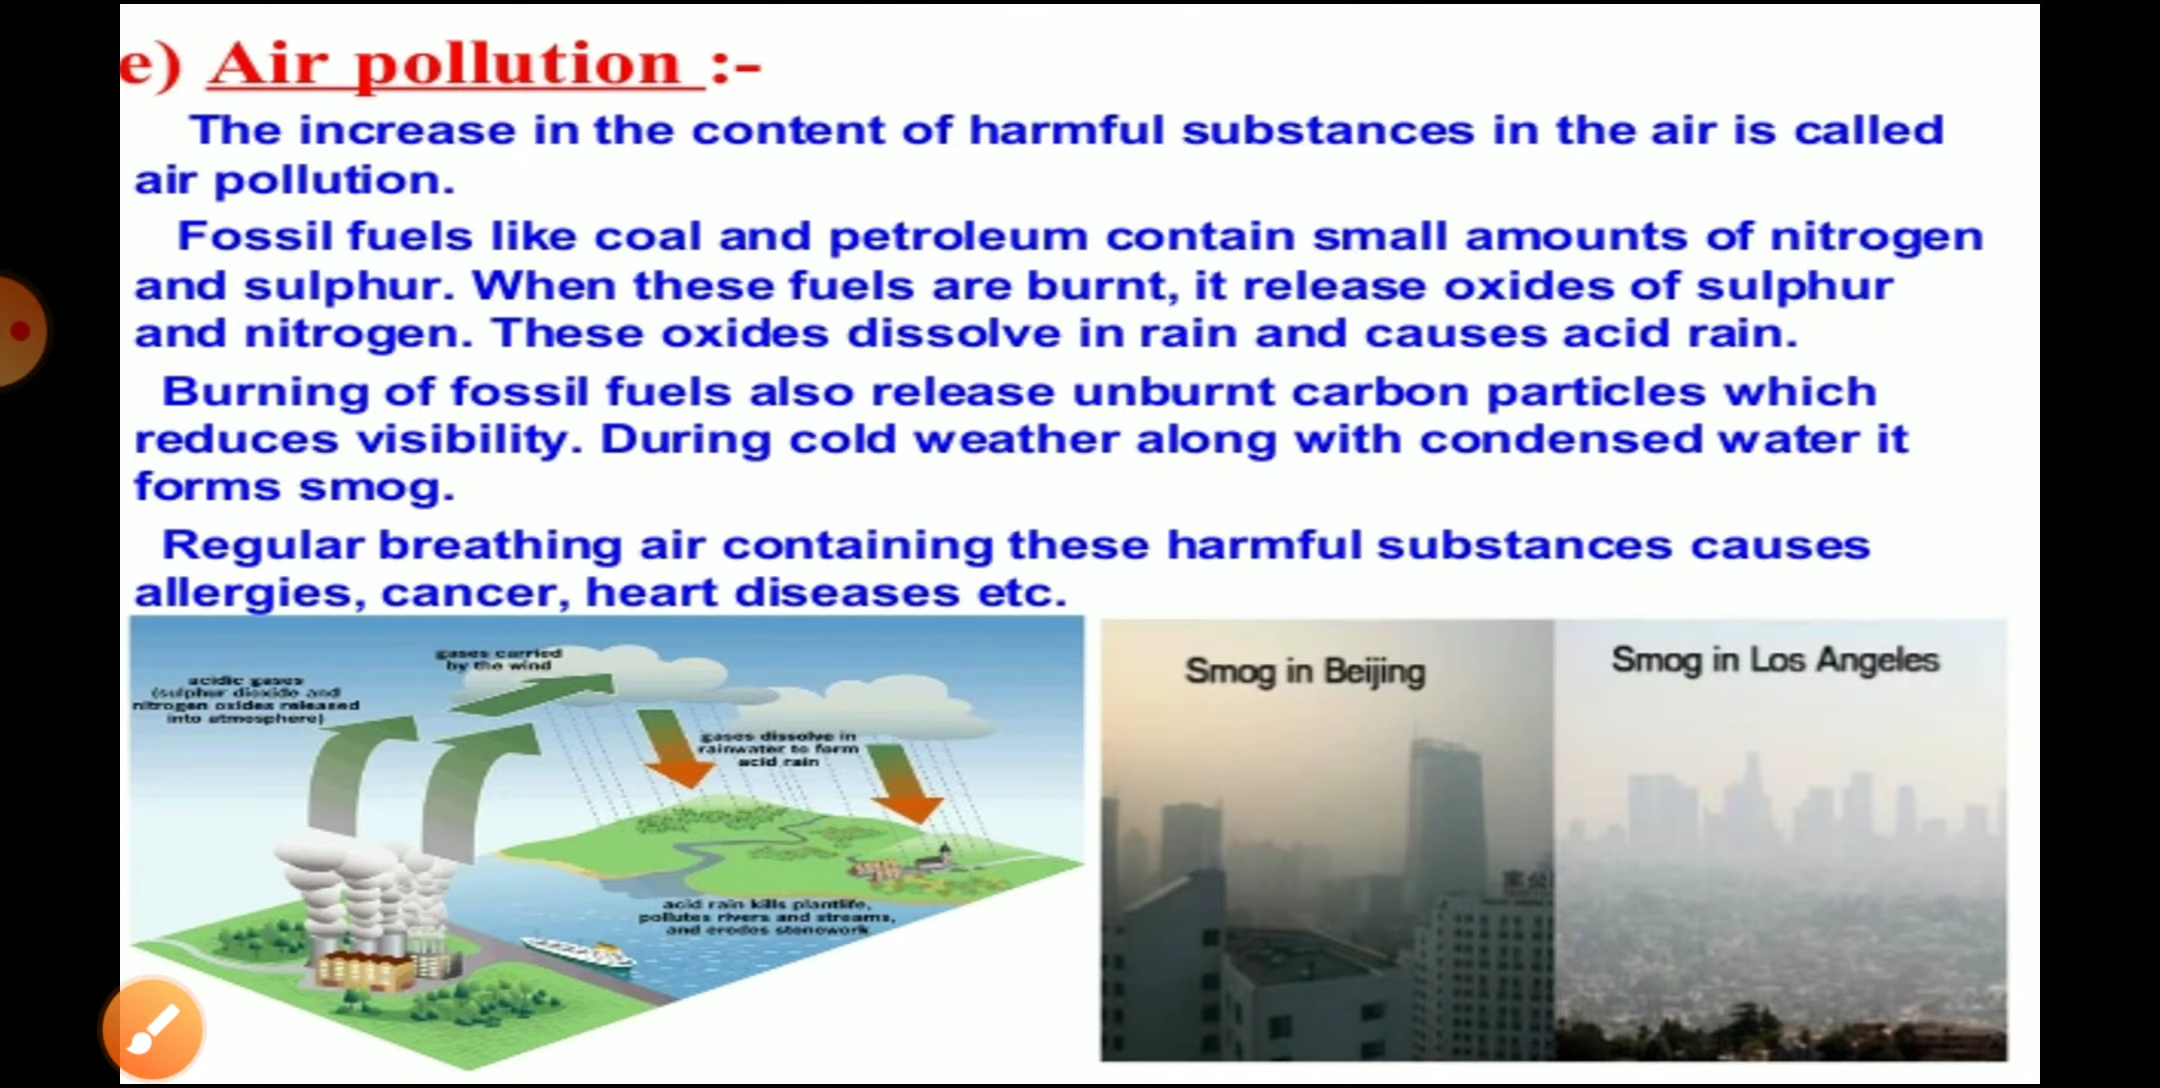 e) Air pollution :-
The increase in the content of harmful substances in the air is called
air pollution.
Fossil fuels like coal and petroleum contain small amounts of nitrogen
and sulphur. When these fuels are burnt, it release oxides of sulphur
and nitrogen. These oxides dissolve in rain and causes acid rain.
Burning of fossil fuels also release unburnt carbon particles which
reduces visibility. During cold weather along with condensed water it
forms smog.
Regular breathing air containing these harmful substances causes
allergies, cancer, heart diseases etc.
gases carried
by the wind
acidic gases
(sulphur dioxide and
nitrogen oxides released
into atmosphere)
gases dissolve in
rainwater to form
acid rain
acid rain kills plantlife,
pollutes rivers and streams,
and erodes stonework
Smog in Beijing
Smog in Los Angeles